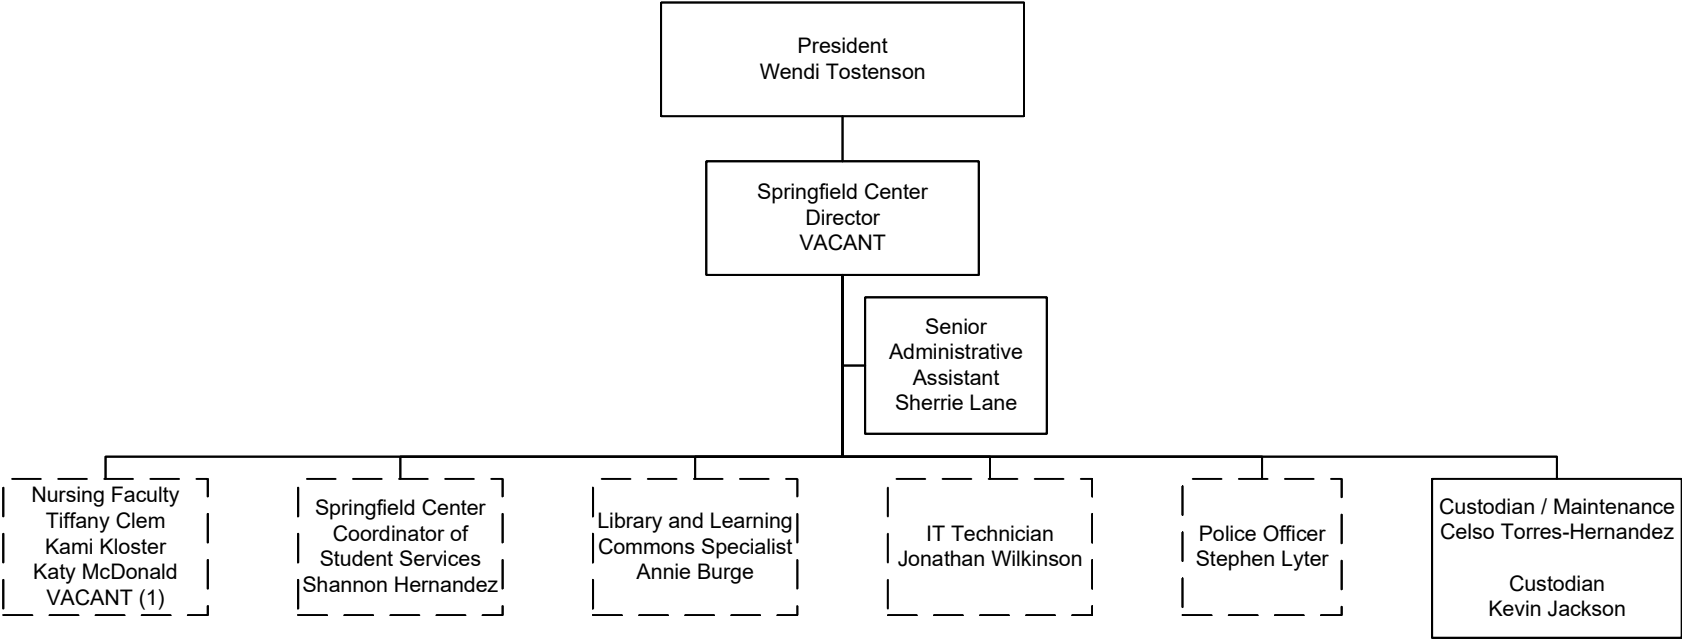 President
Wendi Tostenson
Springfield Center
Director
VACANT
Senior
Administrative
Assistant
Sherrie Lane
Nursing Faculty
Tiffany Clem
Kami Kloster
Katy McDonald
VACANT (1)
Springfield Center
Coordinator of
Student Services
Shannon Hernandez
Library and Learning
Commons Specialist
Annie Burge
IT Technician
Jonathan Wilkinson
Police Officer
Stephen Lyter
Custodian / Maintenance
Celso Torres-Hernandez
Custodian
Kevin Jackson